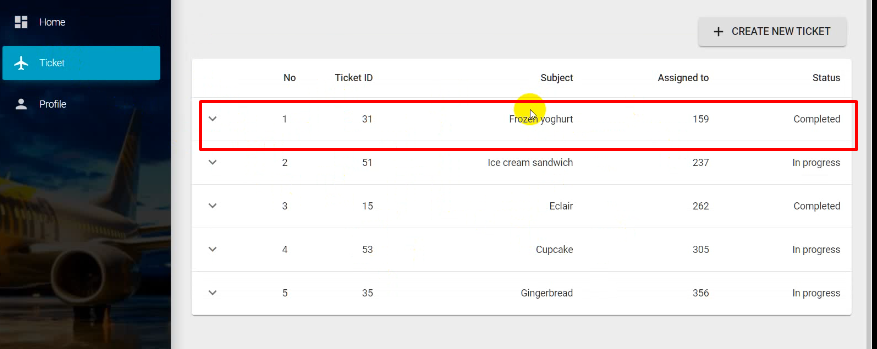 Home
Ticket
Profile
+ CREATE NEW TICKET
No Ticket ID Subject Assigned to Status
1 31 Frozen yoghurt 159 Completed
2 51 Ice cream sandwich 237 In progress
3 15 Eclair 262 Completed
4 53 Cupcake 305 In progress
5 35 Gingerbread 356 In progress